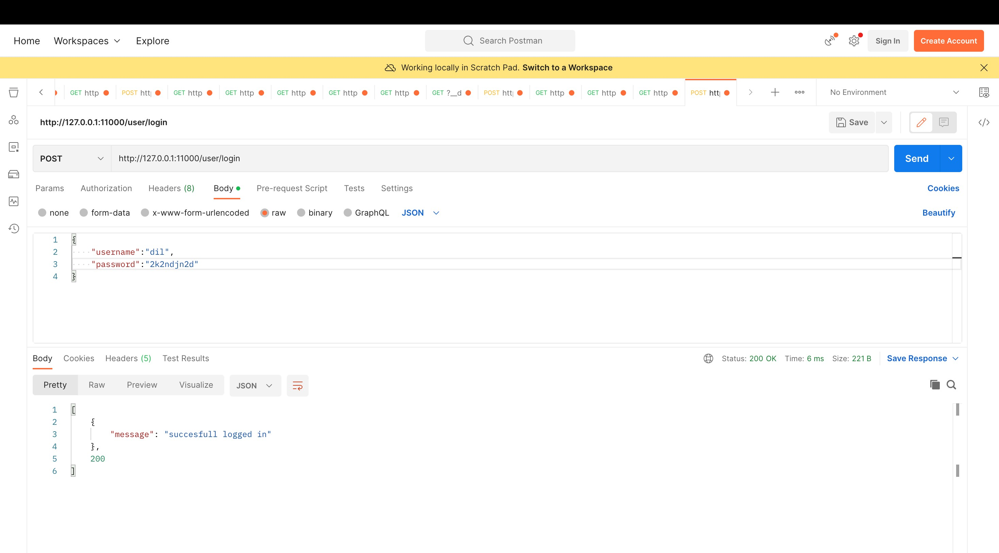 Home Workspaces Explore Search Postman Sign In Create Account
Working locally in Scratch Pad. Switch to a Workspace
GET http POST htt GET http GET http GET http GET http GET http GET ?__d POST htt GET http GET http GET http POST htt No Environment
http://127.0.0.1:11000/user/login Save
POST http://127.0.0.1:11000/user/login Send
Params Authorization Headers (8) Body Pre-request Script Tests Settings Cookies
none form-data x-www-form-urlencoded raw binary GraphQL JSON Beautify
1 {
2 "username":"dil",
3 "password":"2k2ndjn2d"
4 }
Body Cookies Headers (5) Test Results Status: 200 OK Time: 6 ms Size: 221 B Save Response
Pretty Raw Preview Visualize JSON
1 [
2 {
3 "message": "succesfull logged in"
4 },
5 200
6 ]